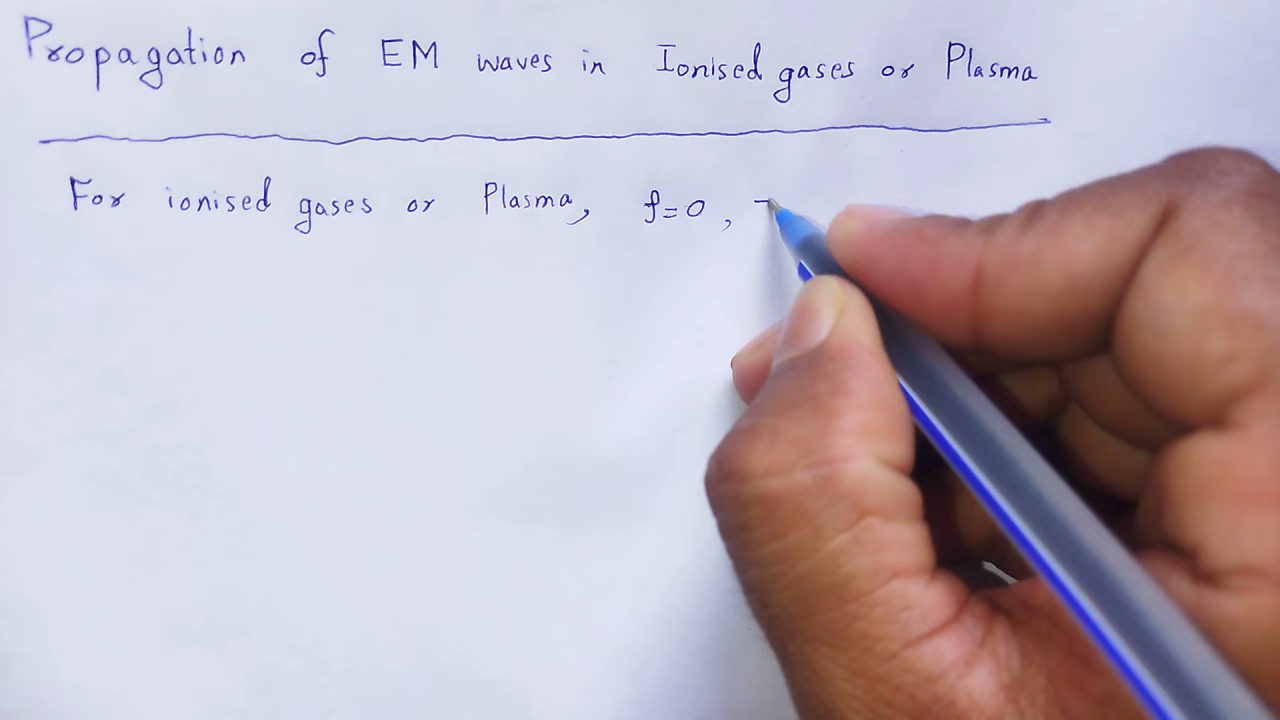 Propagation of EM waves in Ionised gases or Plasma
For ionised gases or Plasma, ρ=0,